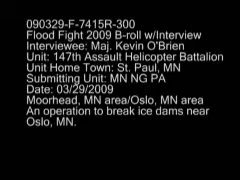 090329-F-7415R-300
Flood Fight 2009 B-roll w/Interview
Interviewee: Maj. Kevin O'Brien
Unit: 147th Assault Helicopter Battalion
Unit Home Town: St. Paul, MN
Submitting Unit: MN NG PA
Date: 03/29/2009
Moorhead, MN area/Oslo, MN area
An operation to break ice dams near
Oslo, MN.